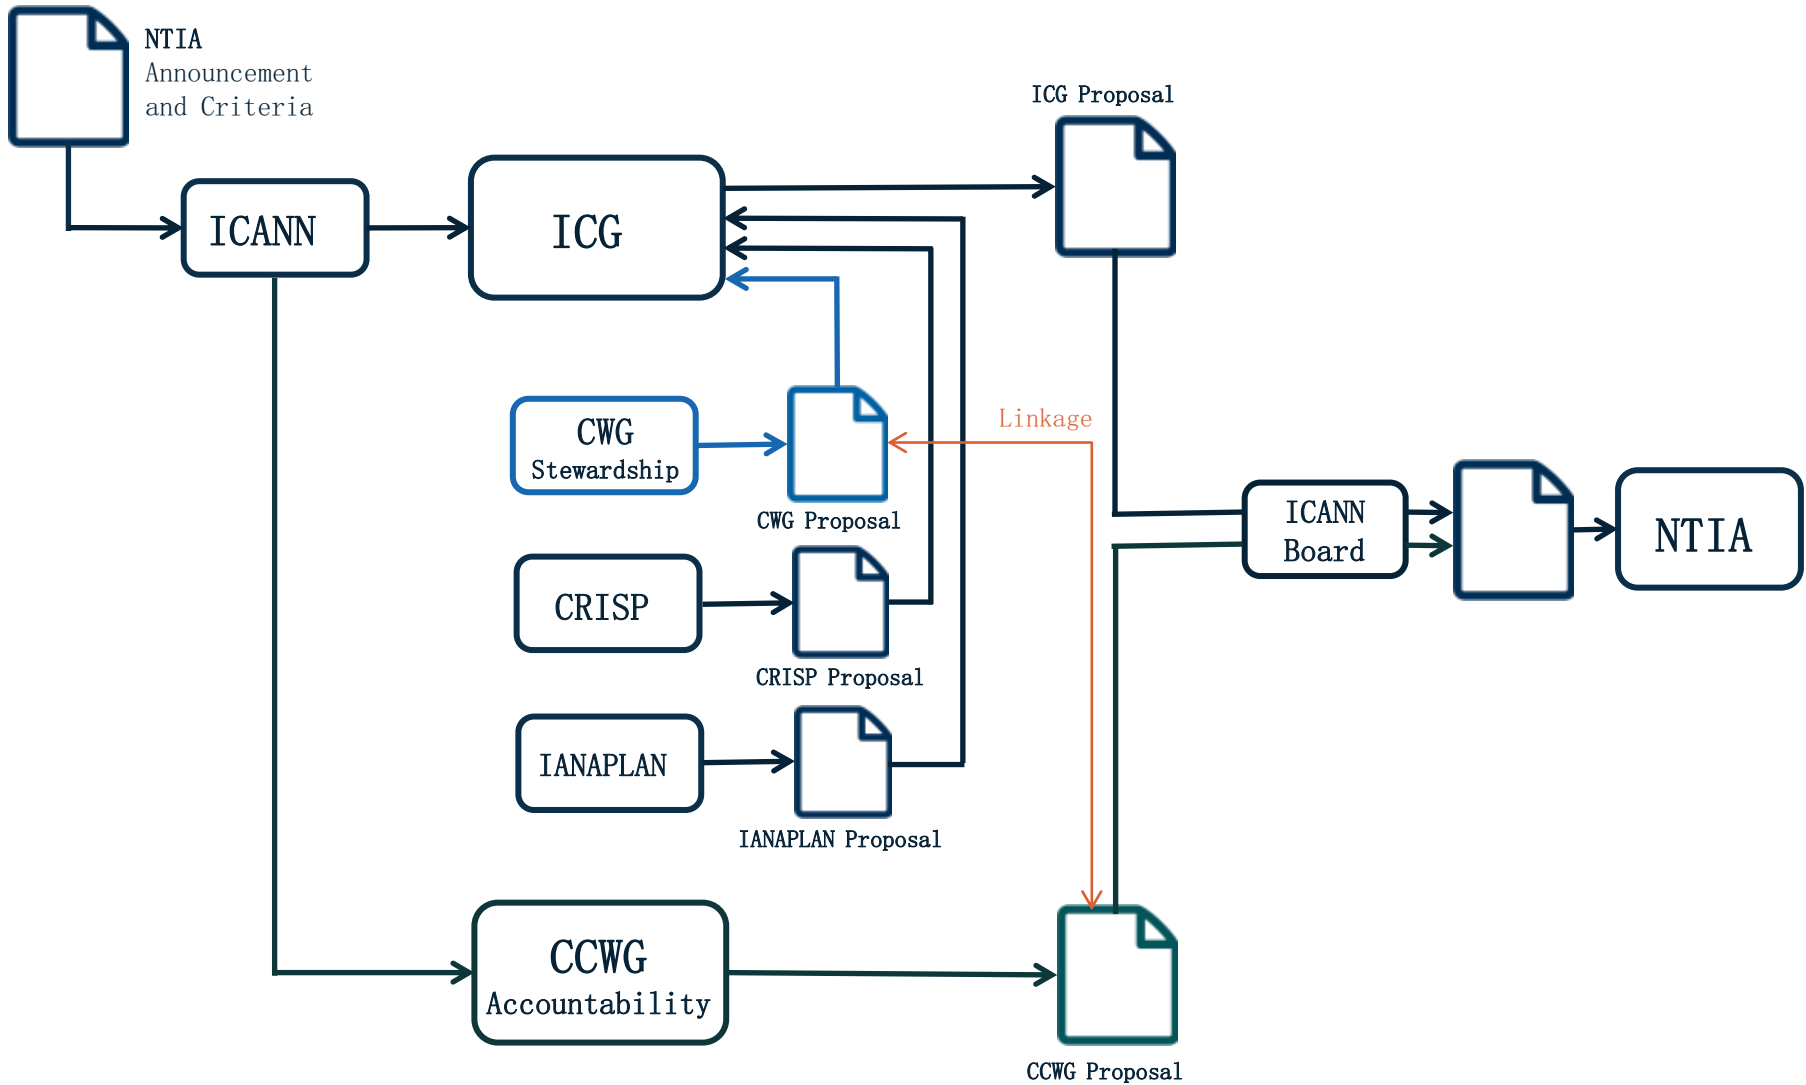 NTIA
Announcement
and Criteria
ICG Proposal
ICANN
ICG
CWG
Stewardship
CWG Proposal
Linkage
ICANN
Board
NTIA
CRISP
CRISP Proposal
IANAPLAN
IANAPLAN Proposal
CCWG
Accountability
CCWG Proposal